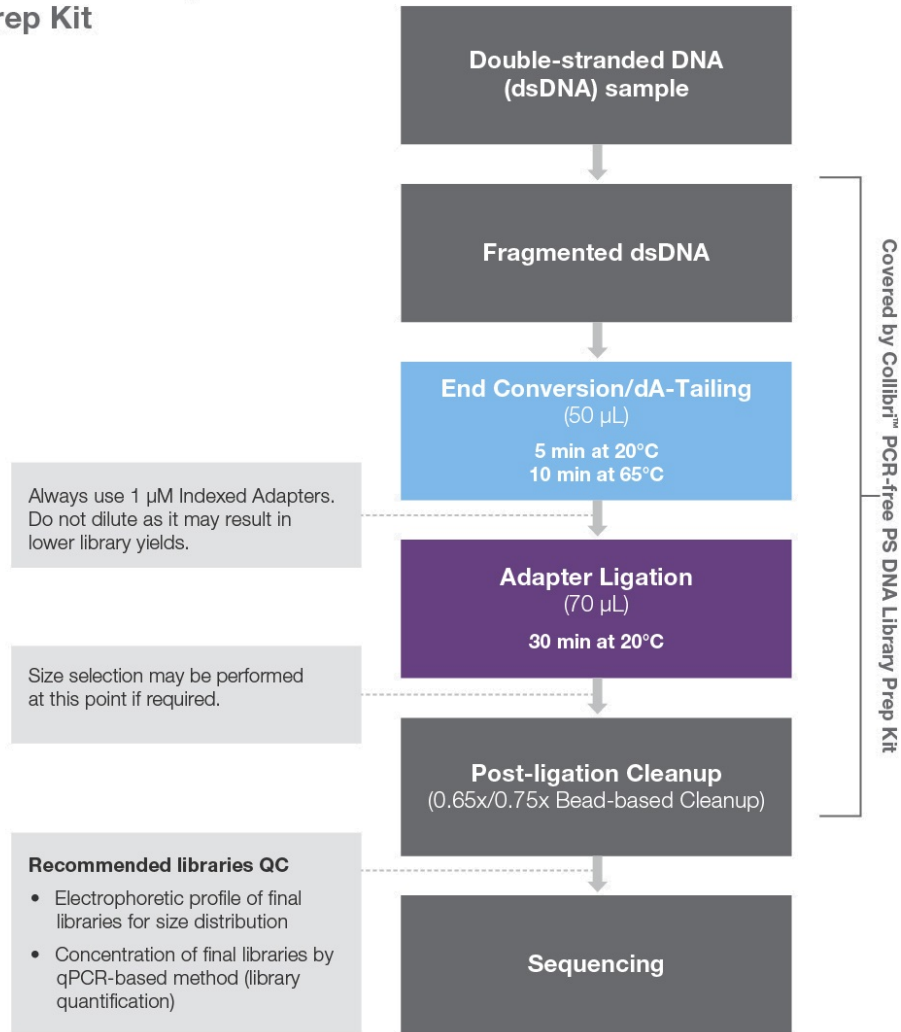 rep Kit
Double-stranded DNA
(dsDNA) sample
Fragmented dsDNA
End Conversion/dA-Tailing
(50 µL)
5 min at 20°C
10 min at 65°C
Always use 1 µM Indexed Adapters.
Do not dilute as it may result in
lower library yields.
Adapter Ligation
(70 µL)
30 min at 20°C
Size selection may be performed
at this point if required.
Post-ligation Cleanup
(0.65x/0.75x Bead-based Cleanup)
Recommended libraries QC
• Electrophoretic profile of final
libraries for size distribution
• Concentration of final libraries by
qPCR-based method (library
quantification)
Sequencing
Covered by Collibri™ PCR-free PS DNA Library Prep Kit